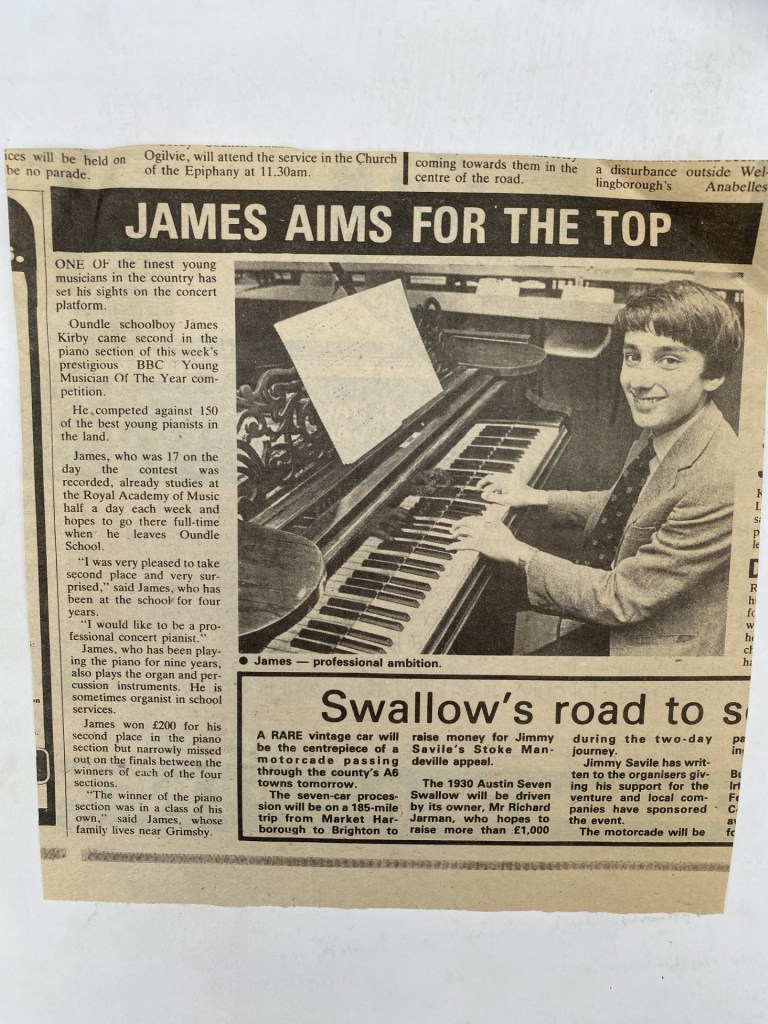 ices will be held on
be no parade.
Ogilvie, will attend the service in the Church
of the Epiphany at 11.30am.
coming towards them in the
centre of the road.
a disturbance outside Wel-
lingborough's Anabelles
JAMES AIMS FOR THE TOP
ONE OF the finest young
musicians in the country has
set his sights on the concert
platform.
Oundle schoolboy James
Kirby came second in the
piano section of this week's
prestigious BBC Young
Musician Of The Year com-
petition.
He competed against 150
of the best young pianists in
the land.
James, who was 17 on the
day the contest was
recorded, already studies at
the Royal Academy of Music
half a day each week and
hopes to go there full-time
when he leaves Oundle
School.
"I was very pleased to take
second place and very sur-
prised," said James, who has
been at the school for four
years.
"I would like to be a pro-
fessional concert pianist."
James, who has been play-
ing the piano for nine years,
also plays the organ and per-
cussion instruments. He is
sometimes organist in school
services.
James won £200 for his
second place in the piano
section but narrowly missed
out on the finals between the
winners of each of the four
sections.
"The winner of the piano
section was in a class of his
own," said James, whose
family lives near Grimsby.
● James — professional ambition.
Swallow's road to s
A RARE vintage car will
be the centrepiece of a
motorcade passing
through the county's A6
towns tomorrow.
The seven-car proces-
sion will be on a 185-mile
trip from Market Har-
borough to Brighton to
raise money for Jimmy
Savile's Stoke Man-
deville appeal.
The 1930 Austin Seven
Swallow will be driven
by its owner, Mr Richard
Jarman, who hopes to
raise more than £1,000
during the two-day
journey.
Jimmy Savile has writ-
ten to the organisers giv-
ing his support for the
venture and local com-
panies have sponsored
the event.
The motorcade will be